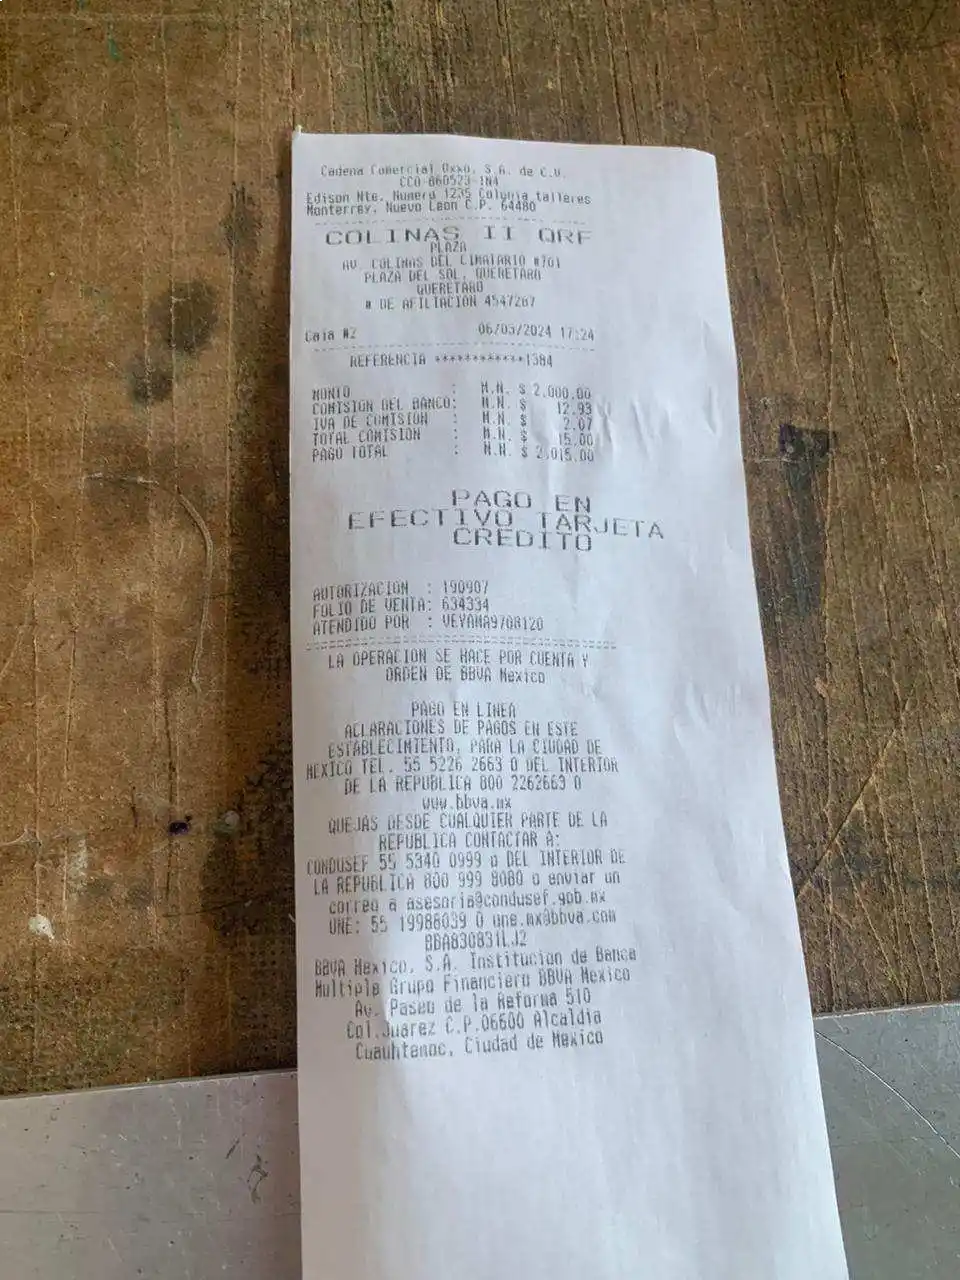 Cadena Comercial Oxxo, S.A. de C.V.
CCO-860523-1N4
Edison Nte. Numero 1235 Colonia talleres
Monterrey, Nuevo Leon C.P. 64480
COLINAS II QRF
PLAZA
AV. COLINAS DEL CIMATARIO #701
PLAZA DEL SOL, QUERETARO
QUERETARO
# DE AFILIACION 4547267
Caja #2 06/05/2024 17:24
REFERENCIA ************1384
MONTO : M.N. $ 2,000.00
COMISION DEL BANCO: M.N. $ 12.93
IVA DE COMISION : M.N. $ 2.07
TOTAL COMISION : M.N. $ 15.00
PAGO TOTAL : M.N. $ 2,015.00
PAGO EN
EFECTIVO TARJETA
CREDITO
AUTORIZACION : 190907
FOLIO DE VENTA: 634334
ATENDIDO POR : VEYAMA9708120
LA OPERACION SE HACE POR CUENTA Y
ORDEN DE BBVA Mexico
PAGO EN LINEA
ACLARACIONES DE PAGOS EN ESTE
ESTABLECIMIENTO, PARA LA CIUDAD DE
MEXICO TEL. 55 5226 2663 O DEL INTERIOR
DE LA REPUBLICA 800 2262663 O
www.bbva.mx
QUEJAS DESDE CUALQUIER PARTE DE LA
REPUBLICA CONTACTAR A:
CONDUSEF 55 5340 0999 o DEL INTERIOR DE
LA REPUBLICA 800 999 8080 o enviar un
correo a asesoria@condusef.gob.mx
UNE: 55 19988039 O une.mx@bbva.com
BBA830831LJ2
BBVA Mexico, S.A. Institucion de Banca
Multiple Grupo Financiero BBVA Mexico
Av. Paseo de la Reforma 510
Col.Juarez C.P.06600 Alcaldia
Cuauhtemoc, Ciudad de Mexico